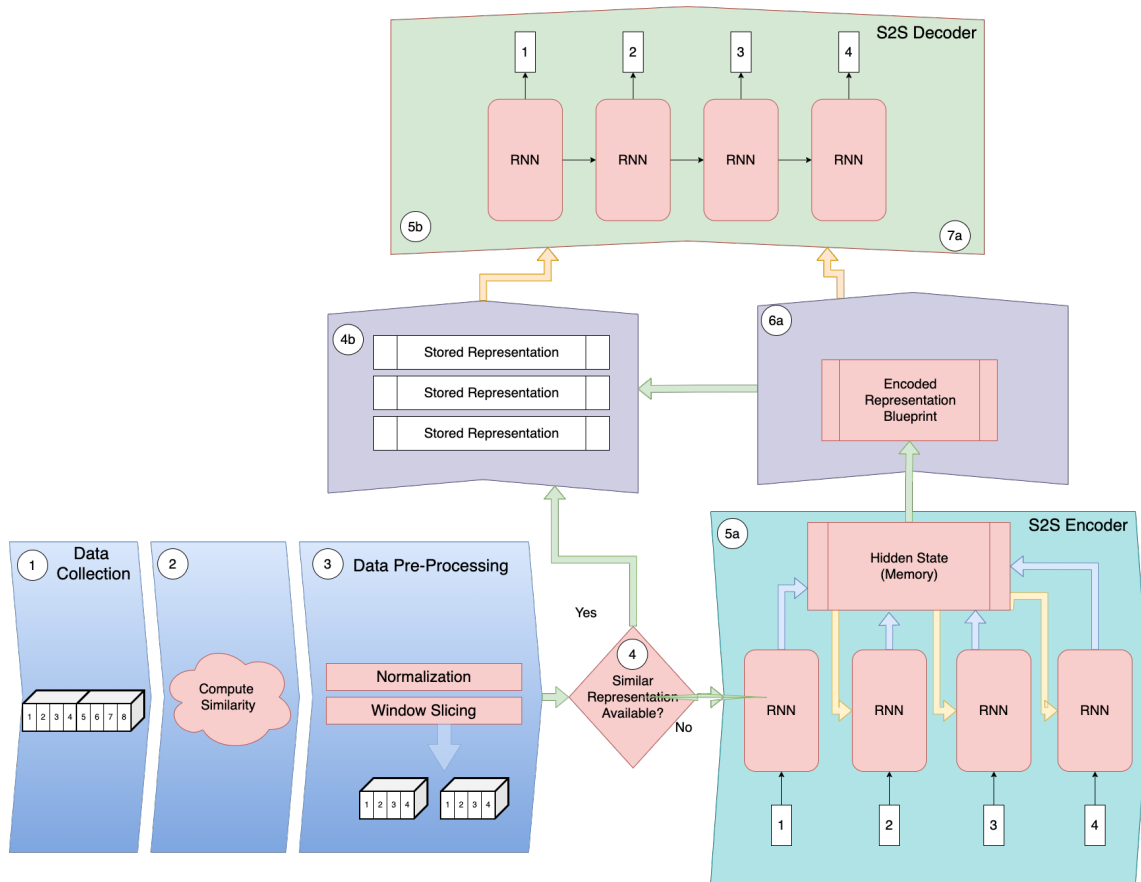 S2S Decoder
1
2
3
4
RNN
RNN
RNN
RNN
5b
7a
4b
Stored Representation
Stored Representation
Stored Representation
6a
Encoded
Representation
Blueprint
1
Data
Collection
1 2 3 4 5 6 7 8
2
Compute
Similarity
3
Data Pre-Processing
Normalization
Window Slicing
1 2 3 4
1 2 3 4
Yes
4
Similar
Representation
Available?
No
5a
S2S Encoder
Hidden State
(Memory)
RNN
RNN
RNN
RNN
1
2
3
4